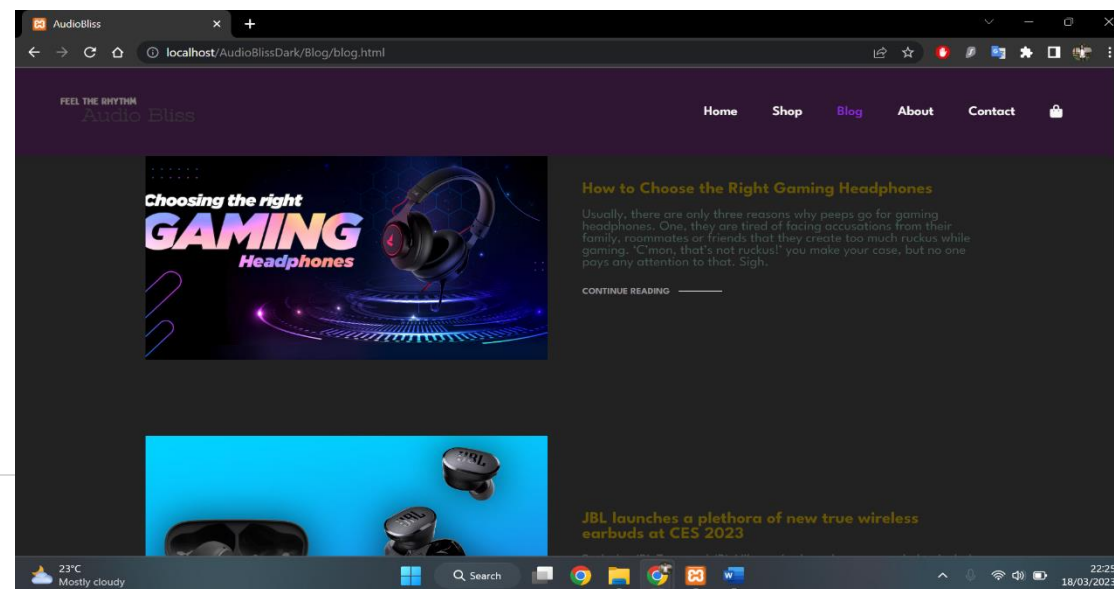 AudioBliss
localhost/AudioBlissDark/Blog/blog.html
FEEL THE RHYTHM
Audio Bliss
Home Shop Blog About Contact
Choosing the right
GAMING
Headphones
How to Choose the Right Gaming Headphones
Usually, there are only three reasons why peeps go for gaming
headphones. One, they are tired of facing accusations from their
family, roommates or friends that they create too much ruckus while
gaming. ‘C’mon, that’s not ruckus!’ you make your case, but no one
pays any attention to that. Sigh.
CONTINUE READING
JBL
JBL
JBL launches a plethora of new true wireless
earbuds at CES 2023
23°C
Mostly cloudy
Search
22:25
18/03/2023